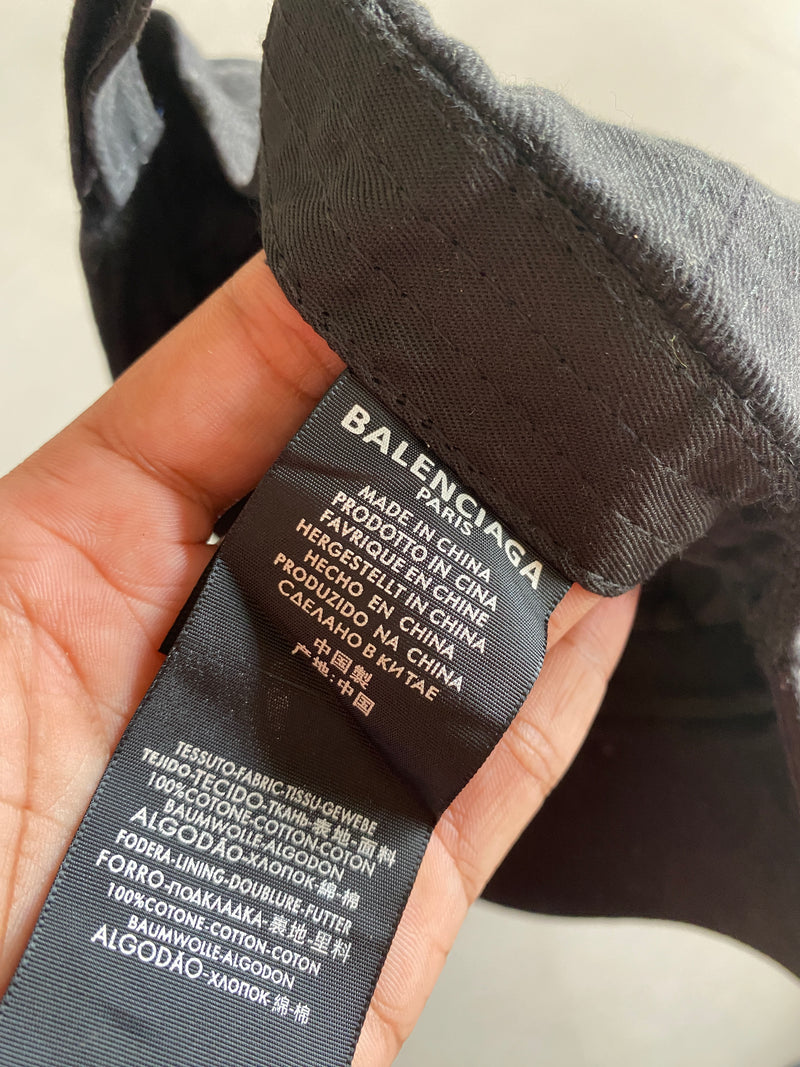 BALENCIAGA
PARIS
MADE IN CHINA
PRODOTTO IN CINA
FAVRIQUE EN CHINE
HERGESTELLT IN CHINA
HECHO EN CHINA
PRODUZIDO NA CHINA
СДЕЛАНО В КИТАЕ
中国製
产地:中国
TESSUTO-FABRIC-TISSU-GEWEBE
TEJIDO-TECIDO-ТКАНЬ-表地-面料
100%COTONE-COTTON-COTON
BAUMWOLLE-ALGODON
ALGODÃO-ХЛОПОК-綿-棉
FODERA-LINING-DOUBLURE-FUTTER
FORRO-ПОДКЛАДКА-裏地-里料
100%COTONE-COTTON-COTON
BAUMWOLLE-ALGODON
ALGODÃO-ХЛОПОК-綿-棉